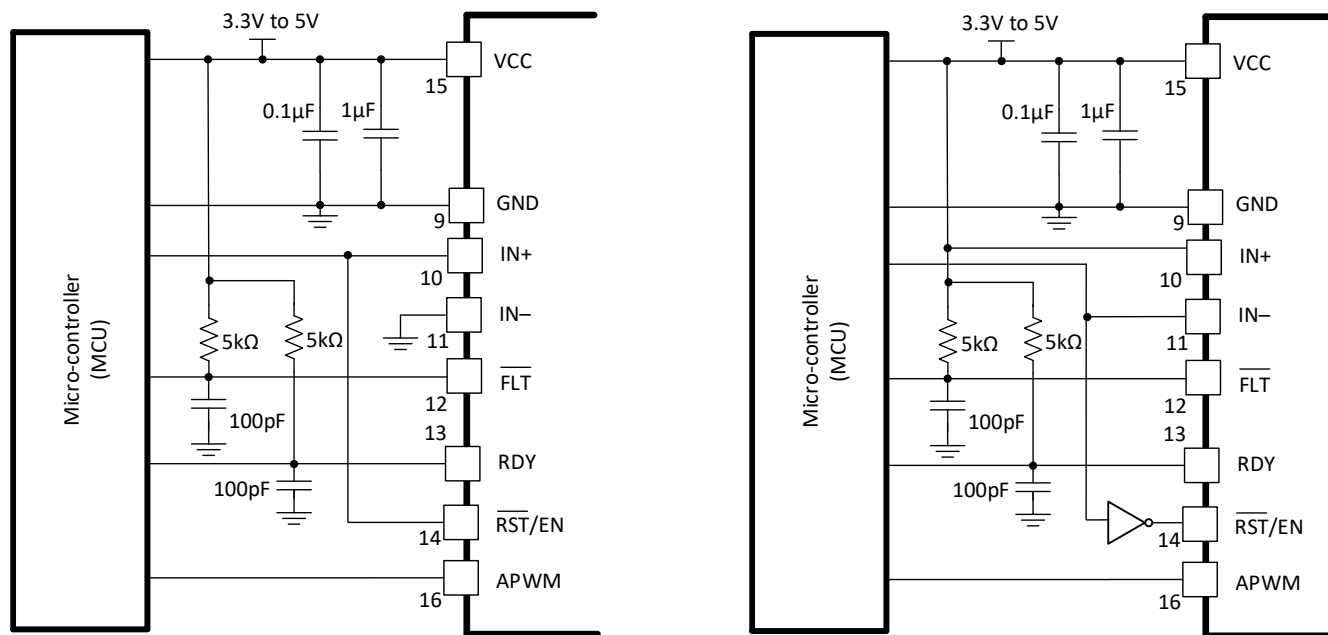 3.3V to 5V
VCC
15
0.1µF
1µF
GND
9
IN+
10
IN–
11
5kΩ
5kΩ
FLT
12
100pF
12
13
RDY
100pF
RST/EN
14
APWM
16
Micro-controller
(MCU)
3.3V to 5V
VCC
15
0.1µF
1µF
GND
9
IN+
10
IN–
11
5kΩ
5kΩ
FLT
12
100pF
13
RDY
100pF
RST/EN
14
APWM
16
Micro-controller
(MCU)